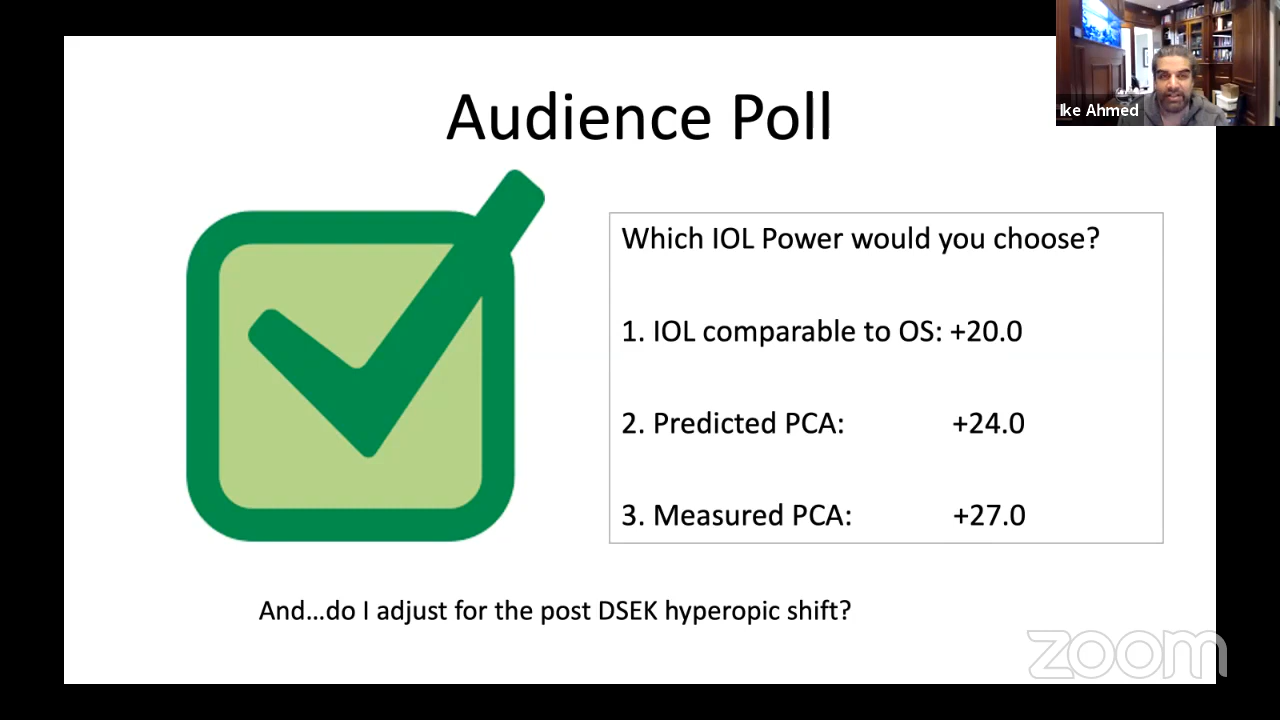 Audience Poll
Ike Ahmed
Which IOL Power would you choose?
1. IOL comparable to OS: +20.0
2. Predicted PCA: +24.0
3. Measured PCA: +27.0
And...do I adjust for the post DSEK hyperopic shift?
zoom